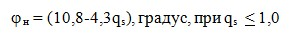 φн = (10,8-4,3qs), градус, при qs ≤ 1,0